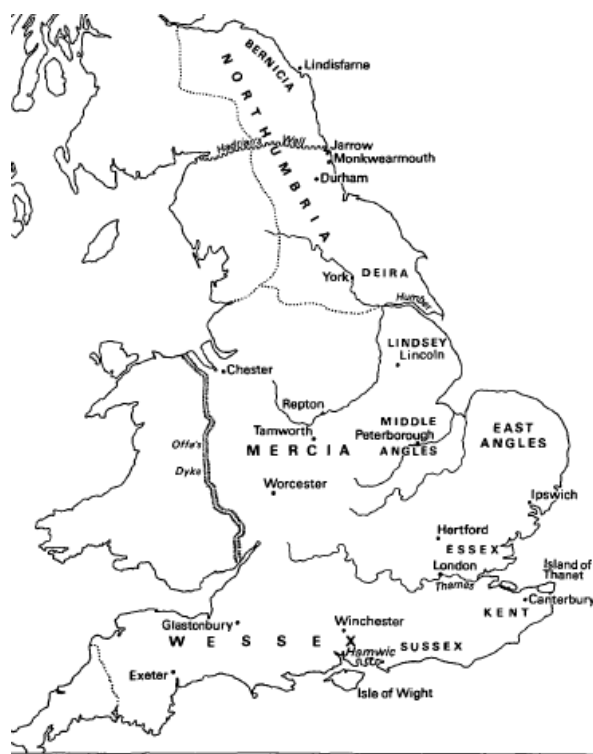 BERNICIA
Lindisfarne
NORTHUMBRIA
Hadrian's Wall
Jarrow
Monkwearmouth
Durham
York
DEIRA
Humber
LINDSEY
Lincoln
Chester
Repton
Tamworth
MIDDLE
Peterborough
ANGLES
EAST
ANGLES
MERCIA
Offa's
Dyke
Worcester
Ipswich
Hertford
ESSEX
London
Thames
Island of
Thanet
KENT
Canterbury
Glastonbury
Winchester
WESSEX
Hamwic
SUSSEX
Exeter
Isle of Wight